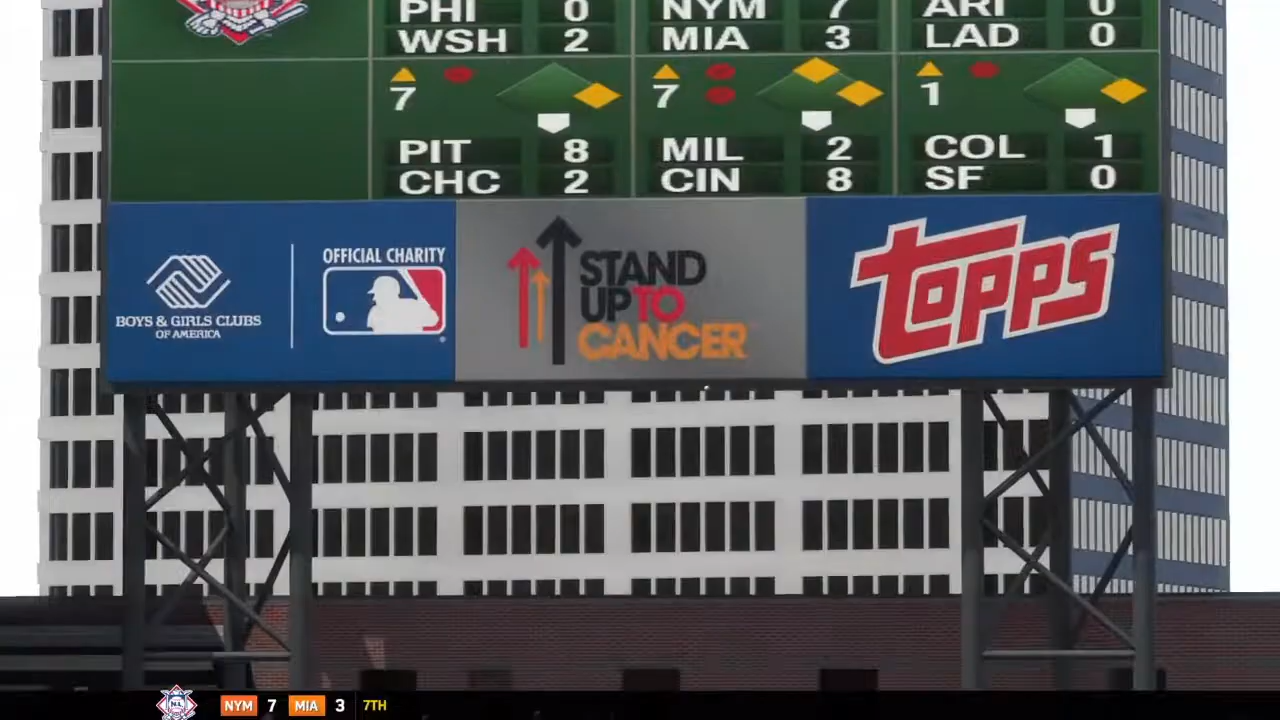 PHI 0 NYM 7 ARI 0
WSH 2 MIA 3 LAD 0
7 7 1
PIT 8 MIL 2 COL 1
CHC 2 CIN 8 SF 0
BOYS & GIRLS CLUBS
OF AMERICA
OFFICIAL CHARITY
STAND
UP TO
CANCER
TOPPS
NL NYM 7 MIA 3 7TH